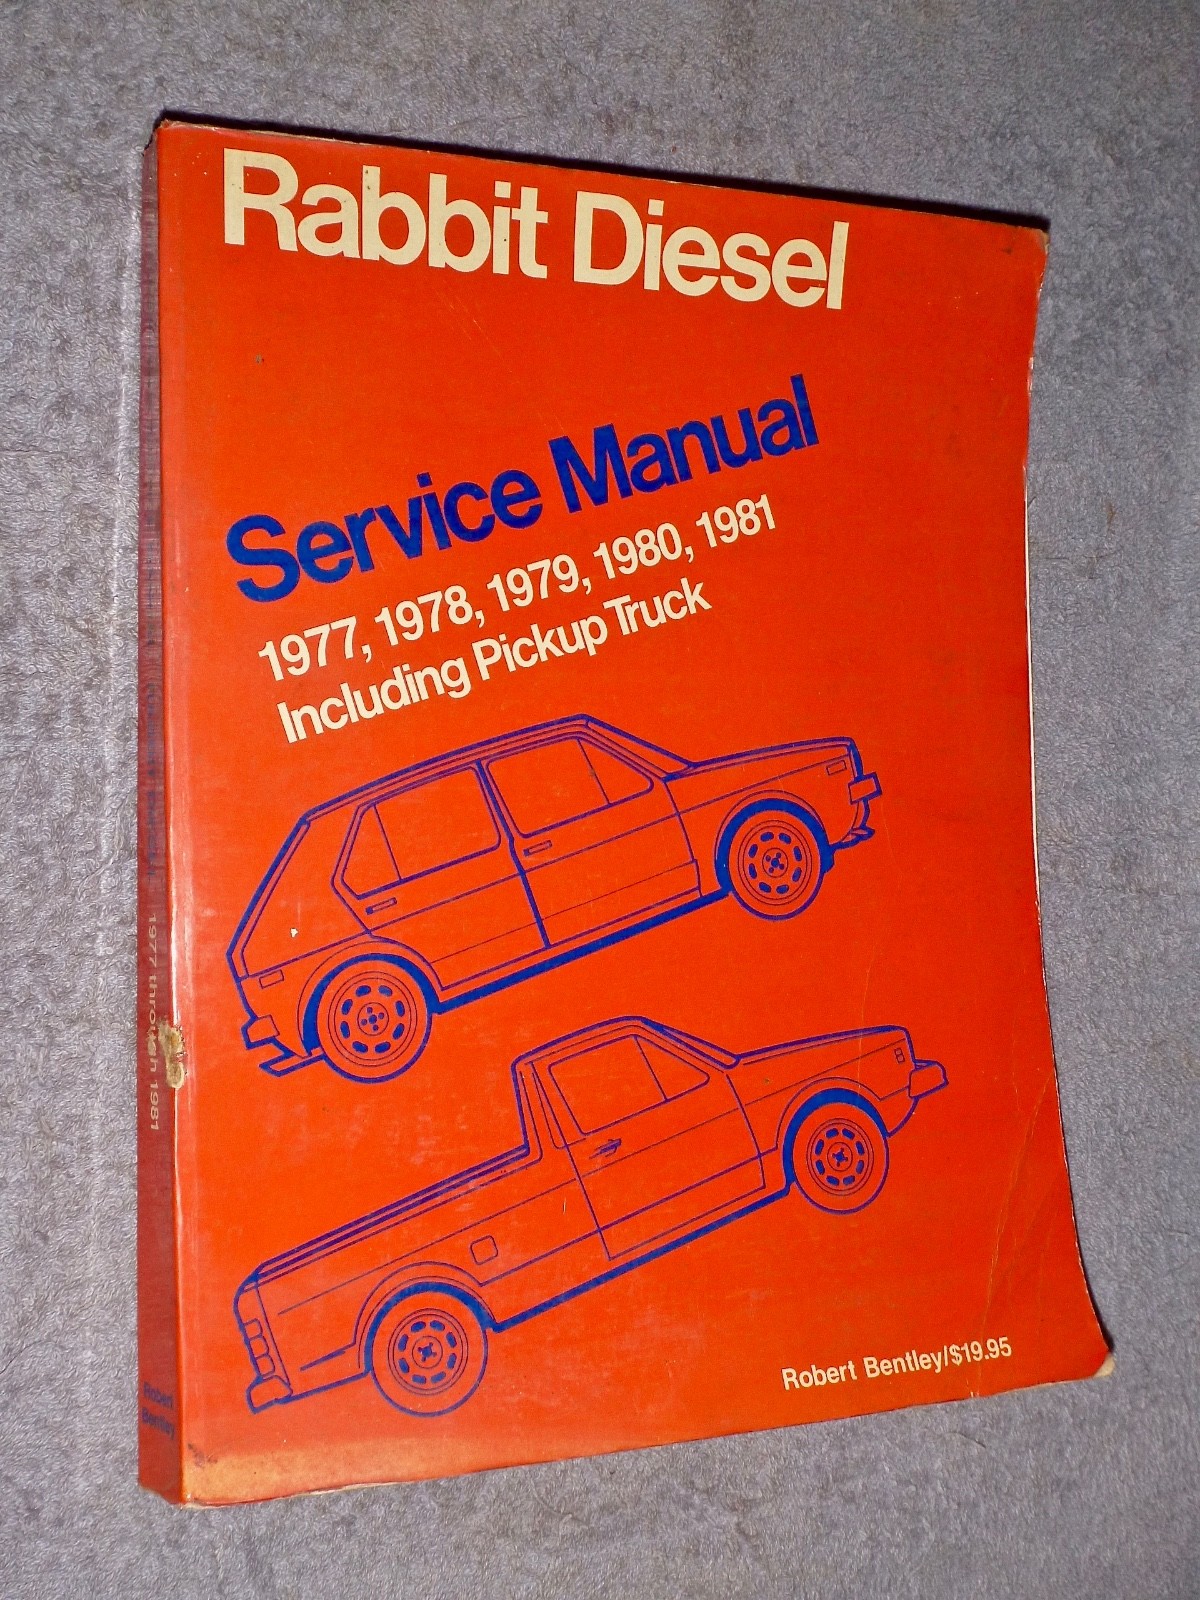 Rabbit Diesel
Service Manual
1977, 1978, 1979, 1980, 1981
Including Pickup Truck
Robert Bentley/$19.95
1977 through 1981
Robert
Bentley